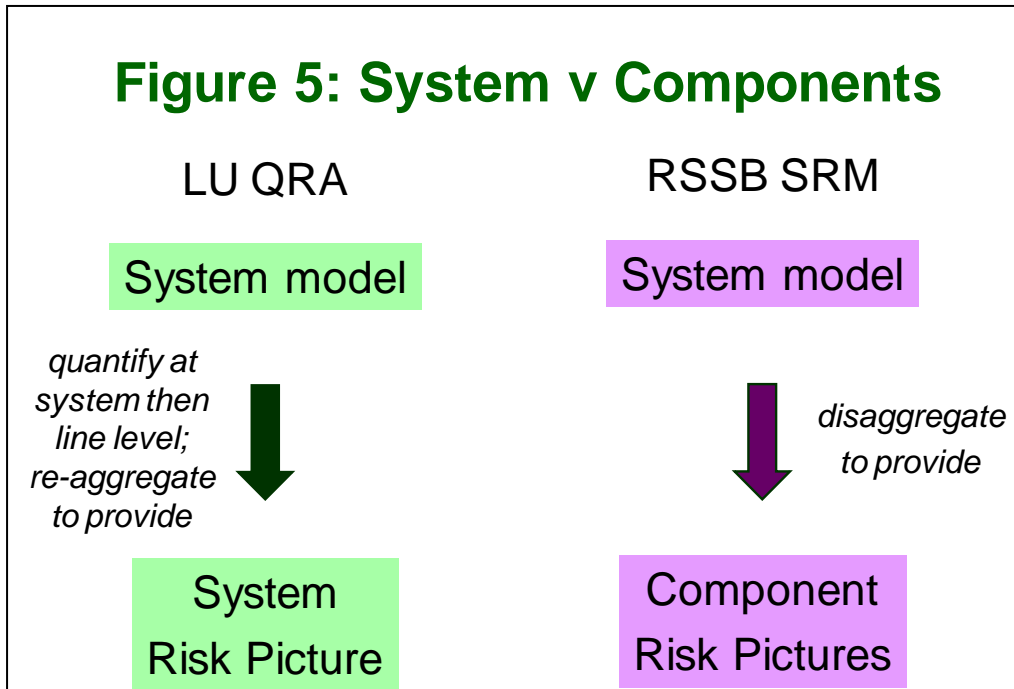 Figure 5: System v Components
LU QRA
System model
quantify at
system then
line level;
re-aggregate
to provide
System
Risk Picture
RSSB SRM
System model
disaggregate
to provide
Component
Risk Pictures